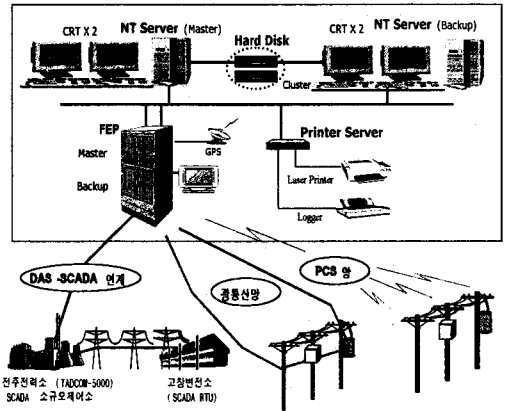 CRT X 2
NT Server (Master)
Hard Disk
Cluster
CRT X 2
NT Server (Backup)
FEP
Master
Backup
GPS
Printer Server
Laser Printer
Logger
DAS -SCADA 연계
광통신망
PCS 망
전주전력소 (TADCOM-5000)
SCADA 소규모제어소
고창변전소
(SCADA RTU)